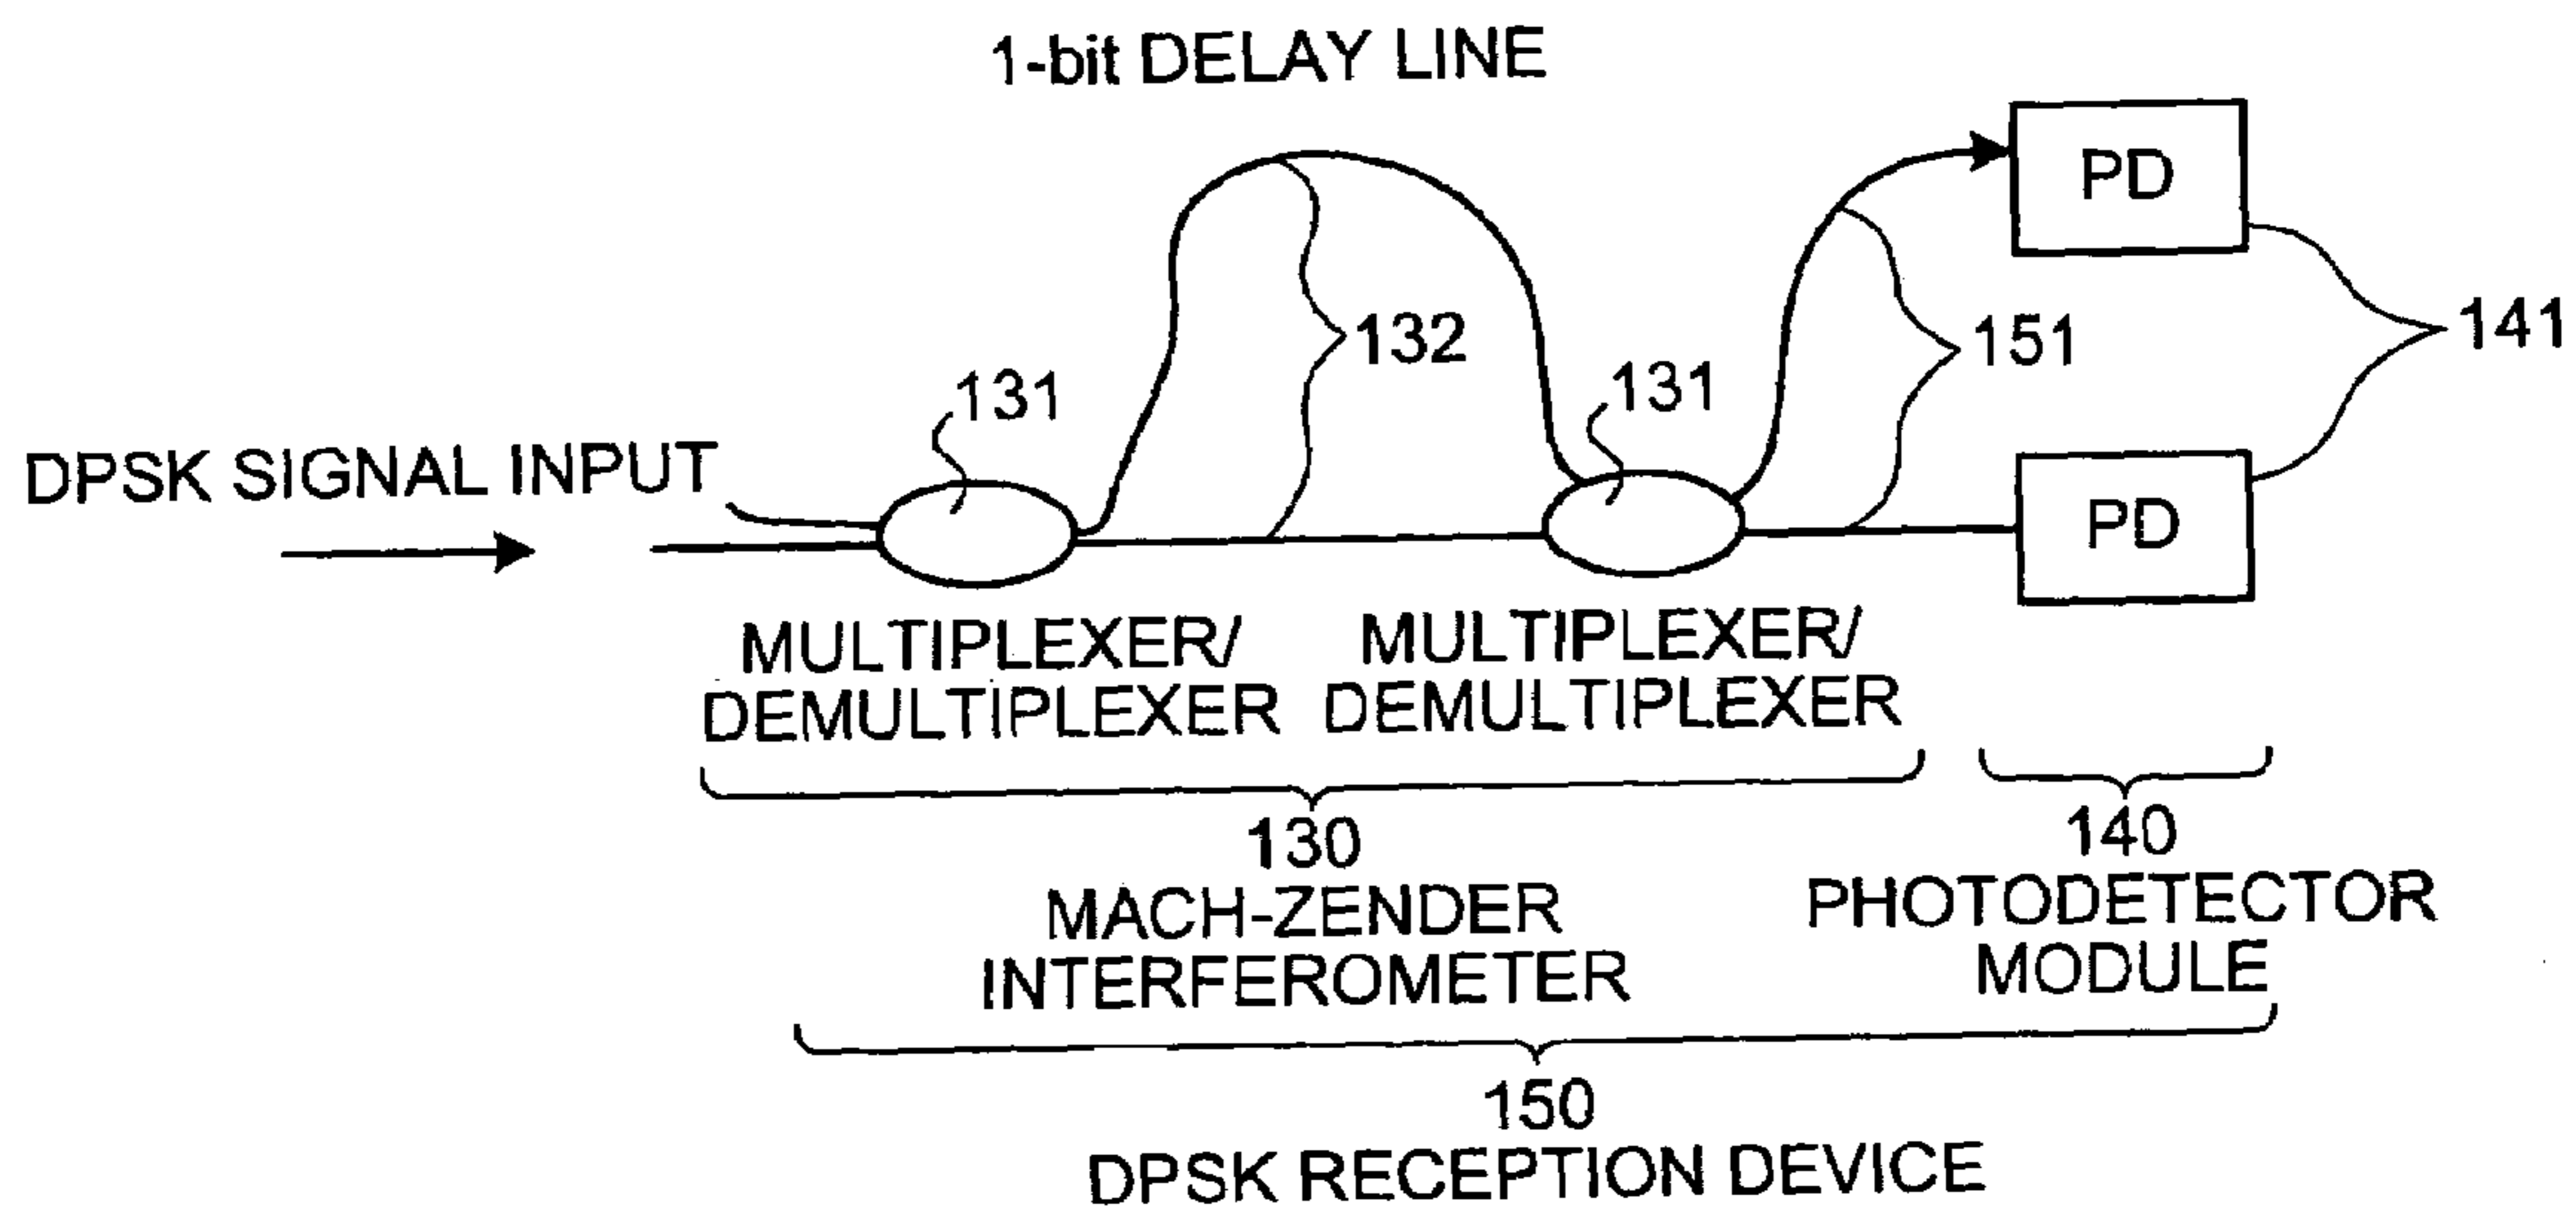 1-bit DELAY LINE
PD
132
151
141
131
131
DPSK SIGNAL INPUT
PD
MULTIPLEXER/
DEMULTIPLEXER
MULTIPLEXER/
DEMULTIPLEXER
130
MACH-ZENDER
INTERFEROMETER
140
PHOTODETECTOR
MODULE
150
DPSK RECEPTION DEVICE